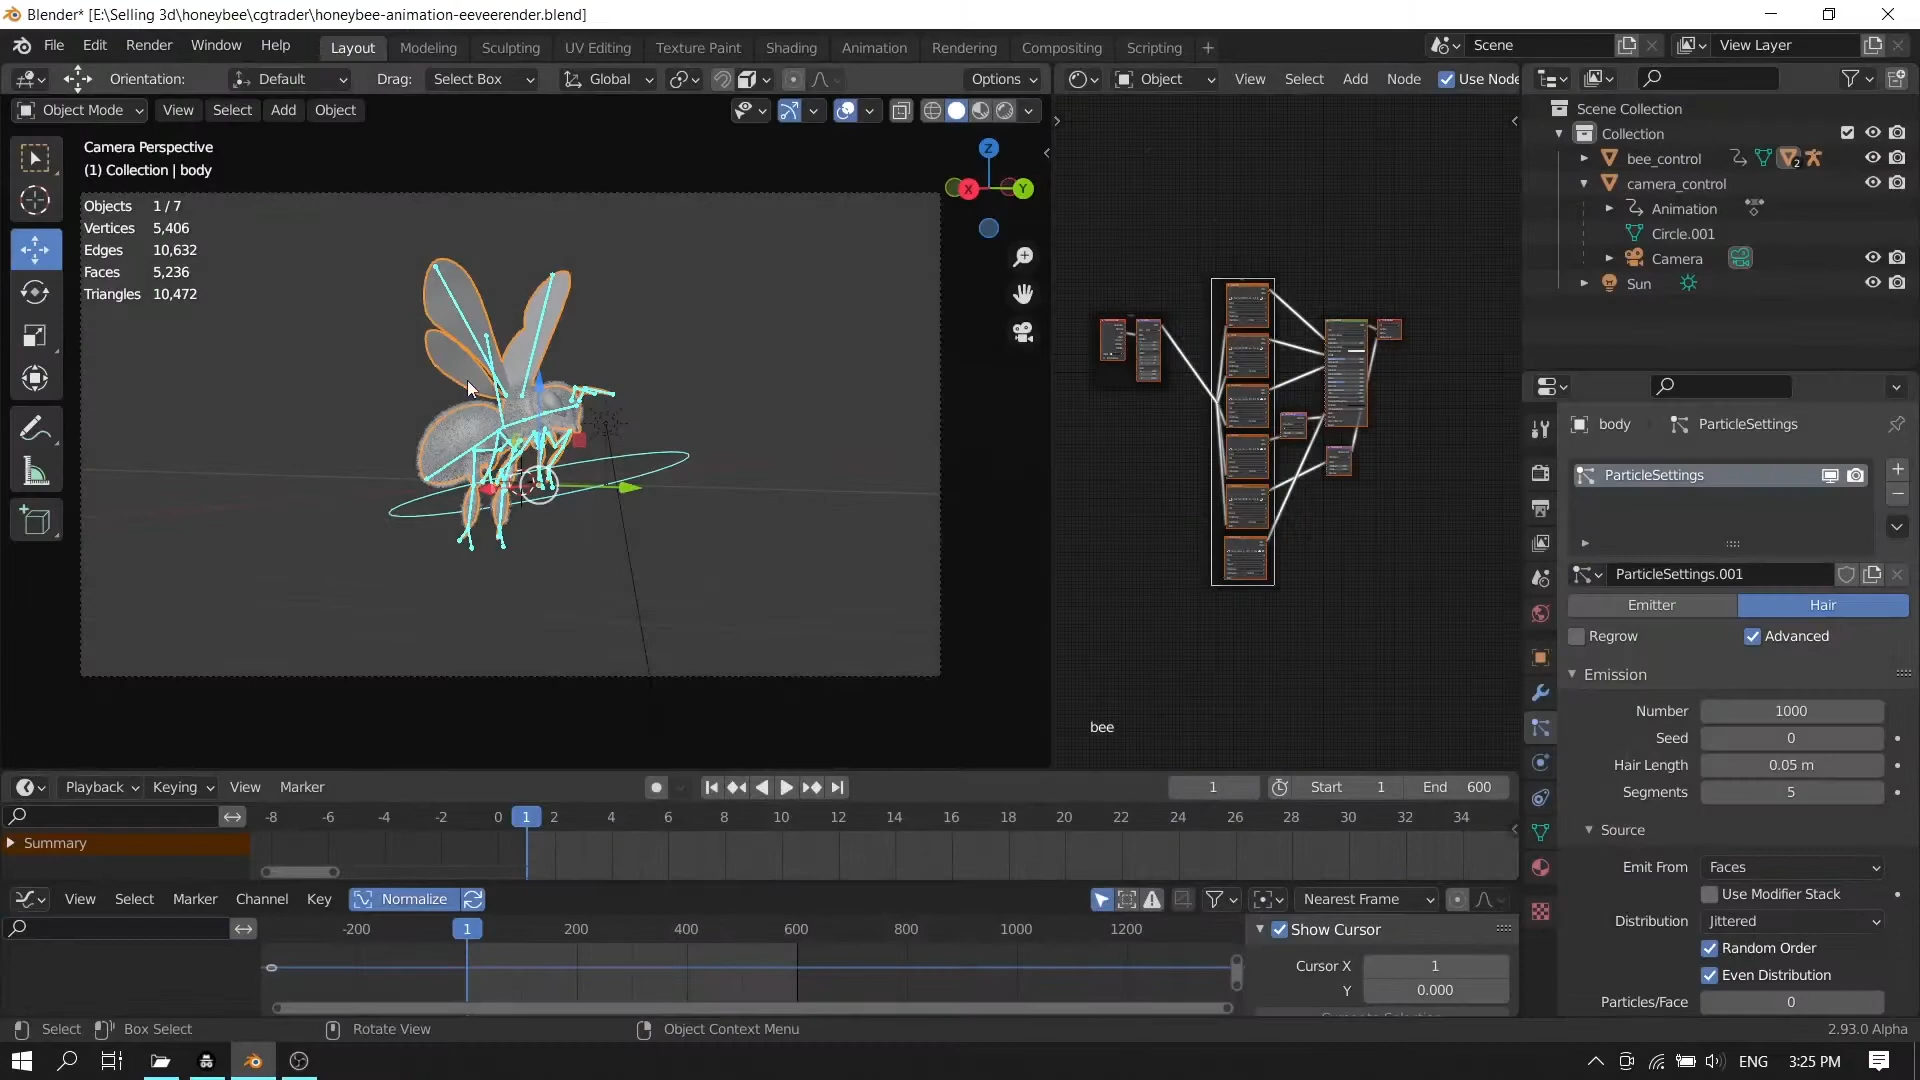 Blender* [E:\Selling 3d\honeybee\cgtrader\honeybee-animation-eeveerender.blend]
File Edit Render Window Help Layout Modeling Sculpting UV Editing Texture Paint Shading Animation Rendering Compositing Scripting + Scene View Layer
Orientation: Default Drag: Select Box Global Options Object View Select Add Node Use Node
Object Mode View Select Add Object
Scene Collection
Collection
bee_control 2
camera_control
Animation
Circle.001
Camera
Sun
Camera Perspective
(1) Collection | body
Objects 1 / 7
Vertices 5,406
Edges 10,632
Faces 5,236
Triangles 10,472
Z
X
Y
bee
body ParticleSettings
ParticleSettings
ParticleSettings.001
Emitter Hair
Regrow Advanced
Emission
Number 1000
Seed 0
Hair Length 0.05 m
Segments 5
Source
Emit From Faces
Use Modifier Stack
Distribution Jittered
Random Order
Even Distribution
Particles/Face 0
Playback Keying View Marker 1 Start 1 End 600
-8 -6 -4 -2 0 1 2 4 6 8 10 12 14 16 18 20 22 24 26 28 30 32 34
Summary
View Select Marker Channel Key Normalize Nearest Frame
-200 1 200 400 600 800 1000 1200
Show Cursor
Cursor X 1
Y 0.000
Select Box Select Rotate View Object Context Menu 2.93.0 Alpha
ENG 3:25 PM